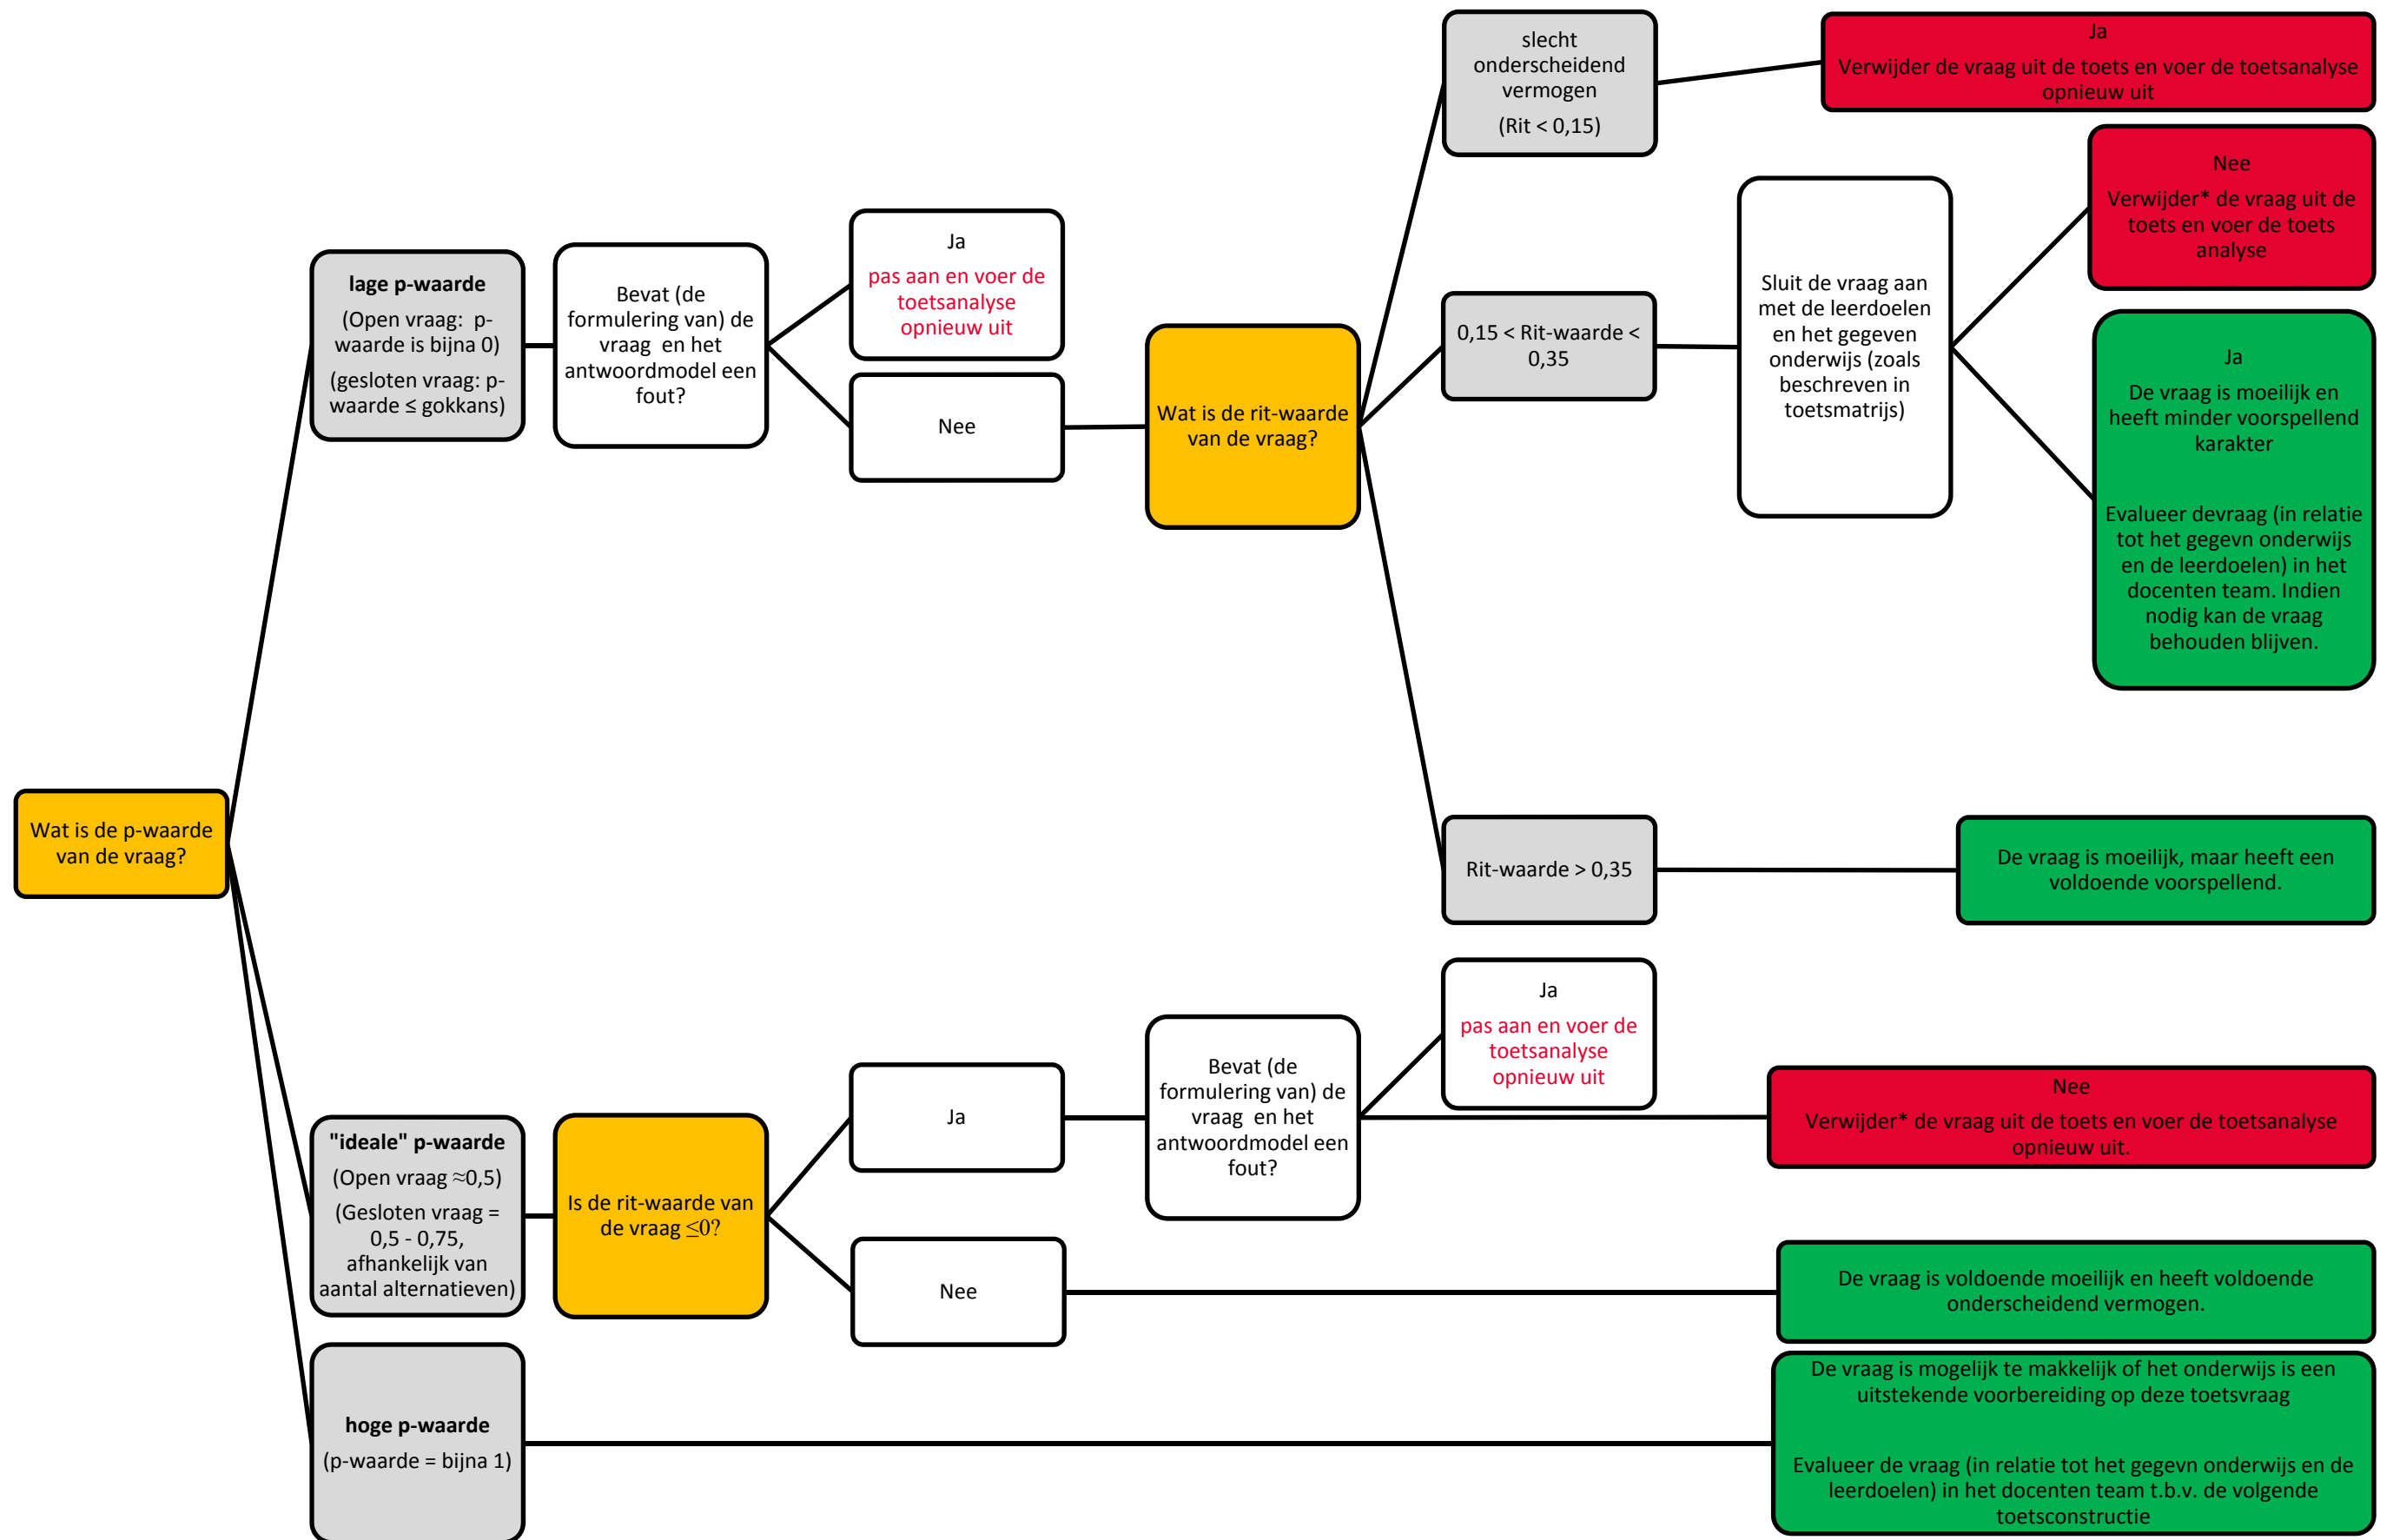 Wat is de p-waarde
van de vraag?
lage p-waarde
(Open vraag:  p-
waarde is bijna 0)
(gesloten vraag: p-
waarde ≤ gokkans)
Bevat (de
formulering van) de
vraag  en het
antwoordmodel een
fout?
Ja
pas aan en voer de
toetsanalyse
opnieuw uit
Nee
Wat is de rit-waarde
van de vraag?
slecht
onderscheidend
vermogen
(Rit < 0,15)
Ja
Verwijder de vraag uit de toets en voer de toetsanalyse
opnieuw uit
0,15 < Rit-waarde <
0,35
Sluit de vraag aan
met de leerdoelen
en het gegeven
onderwijs (zoals
beschreven in
toetsmatrijs)
Nee
Verwijder* de vraag uit de
toets en voer de toets
analyse
Ja
De vraag is moeilijk en
heeft minder voorspellend
karakter
Evalueer devraag (in relatie
tot het gegevn onderwijs
en de leerdoelen) in het
docenten team. Indien
nodig kan de vraag
behouden blijven.
Rit-waarde > 0,35
De vraag is moeilijk, maar heeft een
voldoende voorspellend.
"ideale" p-waarde
(Open vraag ≈0,5)
(Gesloten vraag =
0,5 - 0,75,
afhankelijk van
aantal alternatieven)
Is de rit-waarde van
de vraag ≤0?
Ja
Bevat (de
formulering van) de
vraag  en het
antwoordmodel een
fout?
Ja
pas aan en voer de
toetsanalyse
opnieuw uit
Nee
Verwijder* de vraag uit de toets en voer de toetsanalyse
opnieuw uit.
Nee
De vraag is voldoende moeilijk en heeft voldoende
onderscheidend vermogen.
hoge p-waarde
(p-waarde = bijna 1)
De vraag is mogelijk te makkelijk of het onderwijs is een
uitstekende voorbereiding op deze toetsvraag
Evalueer de vraag (in relatie tot het gegevn onderwijs en de
leerdoelen) in het docenten team t.b.v. de volgende
toetsconstructie